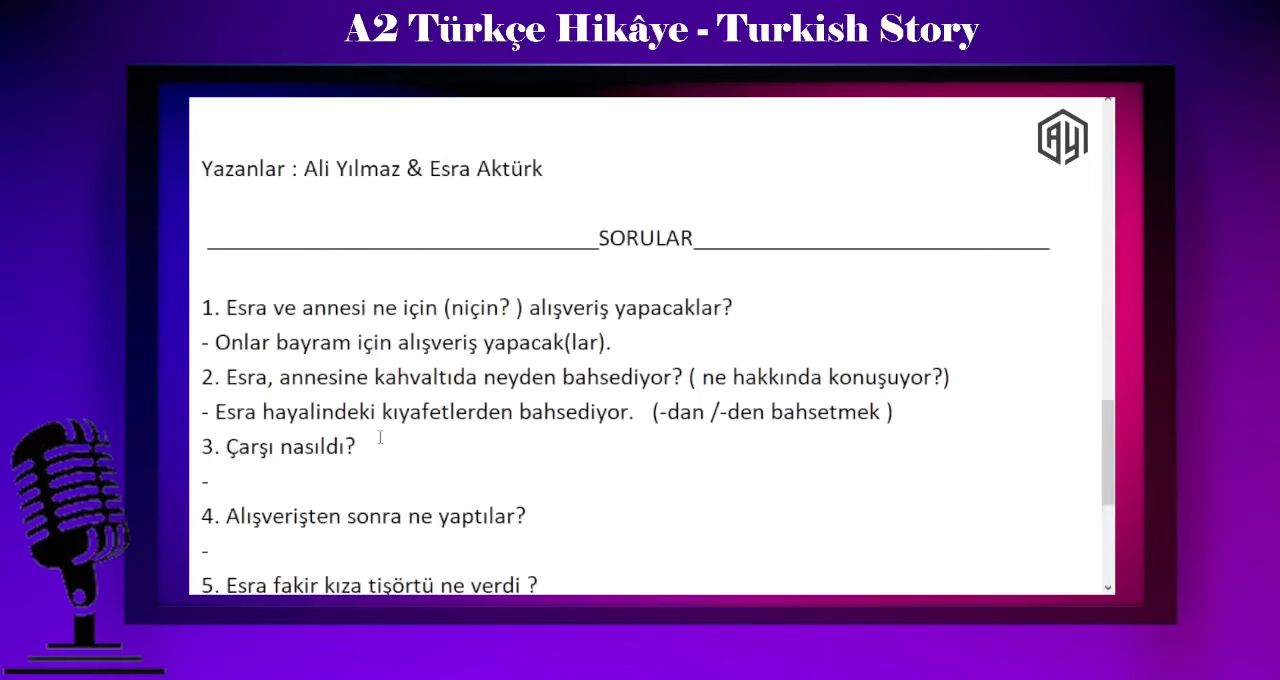 A2 Türkçe Hikâye - Turkish Story
AY
Yazanlar : Ali Yılmaz & Esra Aktürk
________________________________SORULAR_____________________________
1. Esra ve annesi ne için (niçin? ) alışveriş yapacaklar?
- Onlar bayram için alışveriş yapacak(lar).
2. Esra, annesine kahvaltıda neyden bahsediyor? ( ne hakkında konuşuyor?)
- Esra hayalindeki kıyafetlerden bahsediyor. (-dan /-den bahsetmek )
3. Çarşı nasıldı?
-
4. Alışverişten sonra ne yaptılar?
-
5. Esra fakir kıza tişörtü ne verdi ?